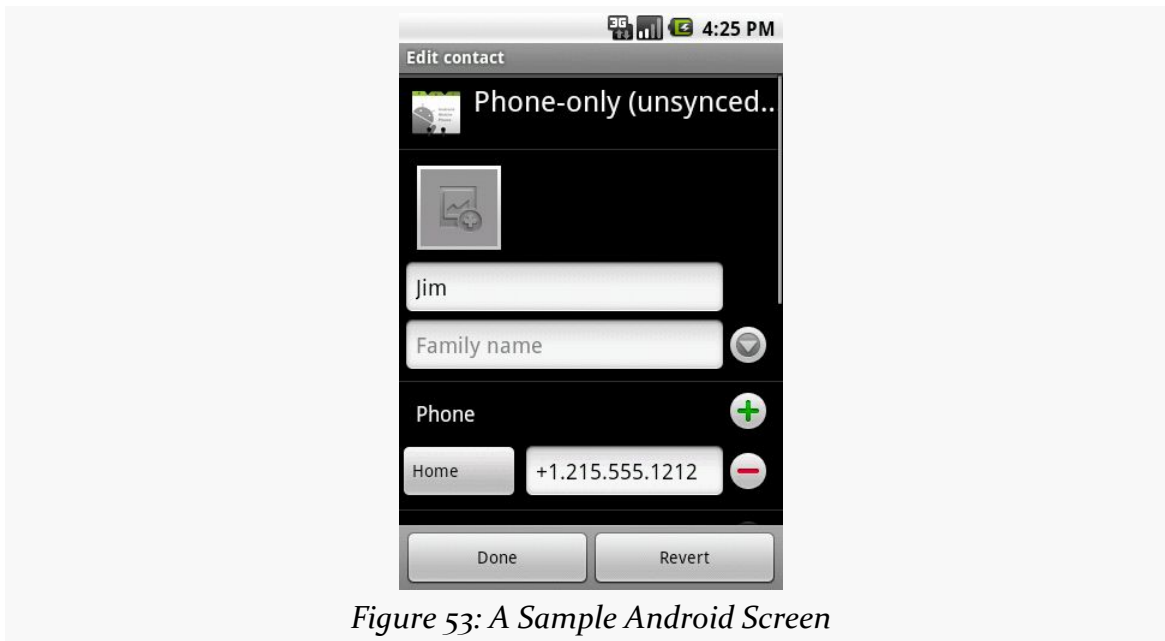 3G 4:25 PM
Edit contact
Phone-only (unsynced..
Jim
Family name
Phone
Home +1.215.555.1212
Done Revert
Figure 53: A Sample Android Screen